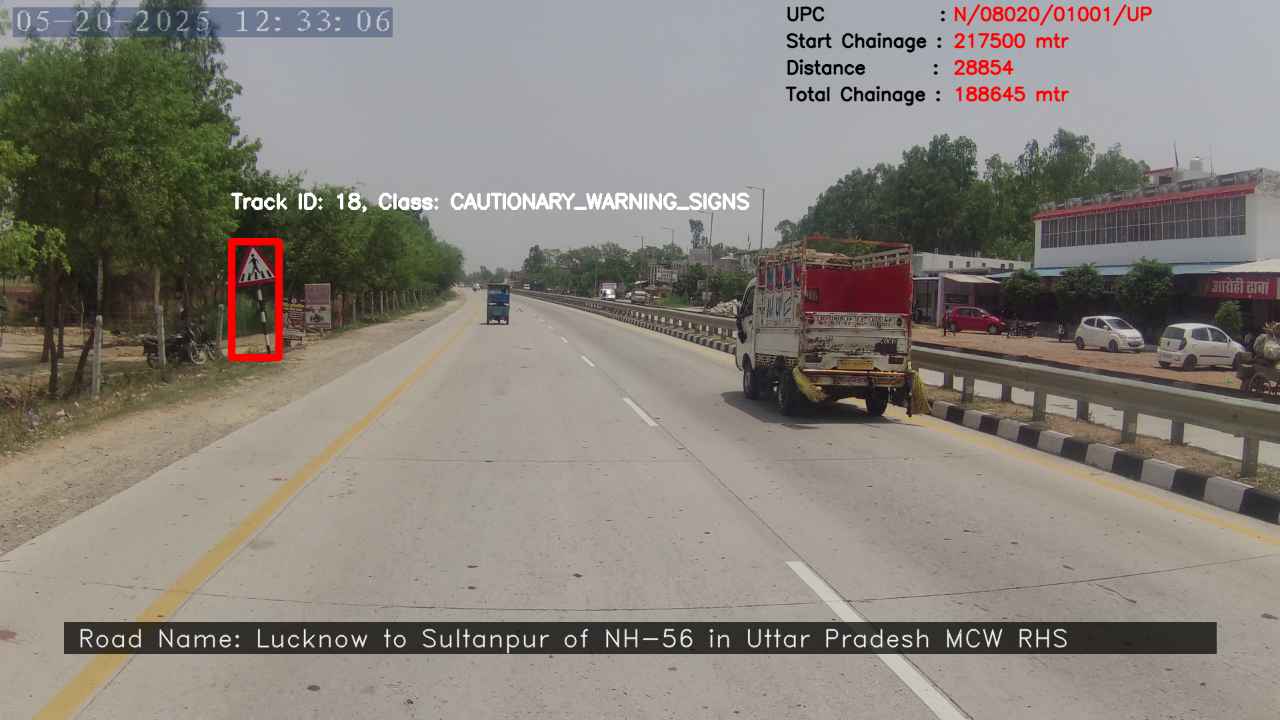 05-20-2025 12:33:06
UPC : N/08020/01001/UP
Start Chainage : 217500 mtr
Distance : 28854
Total Chainage : 188645 mtr
Track ID: 18, Class: CAUTIONARY_WARNING_SIGNS
Road Name: Lucknow to Sultanpur of NH-56 in Uttar Pradesh MCW RHS